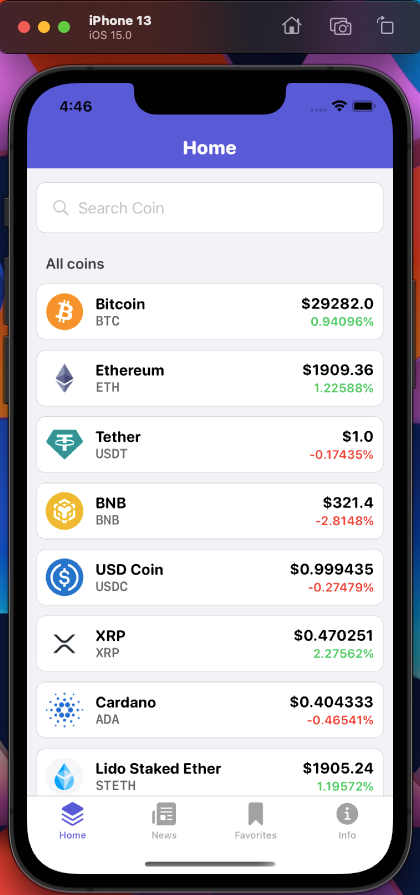 iPhone 13
iOS 15.0
4:46
Home
Search Coin
All coins
Bitcoin $29282.0
BTC 0.94096%
Ethereum $1909.36
ETH 1.22588%
Tether $1.0
USDT -0.17435%
BNB $321.4
BNB -2.8148%
USD Coin $0.999435
USDC -0.27479%
XRP $0.470251
XRP 2.27562%
Cardano $0.404333
ADA -0.46541%
Lido Staked Ether $1905.24
STETH 1.19572%
Home News Favorites Info